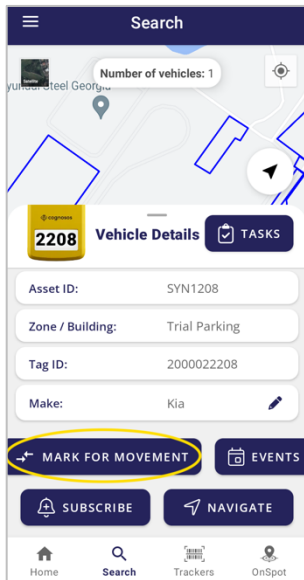 Search
Number of vehicles: 1
yundai Steel Georgia
cognosos
2208
Vehicle Details
TASKS
Asset ID: SYN1208
Zone / Building: Trial Parking
Tag ID: 2000022208
Make: Kia
MARK FOR MOVEMENT
EVENTS
SUBSCRIBE
NAVIGATE
Home
Search
Trackers
OnSpot